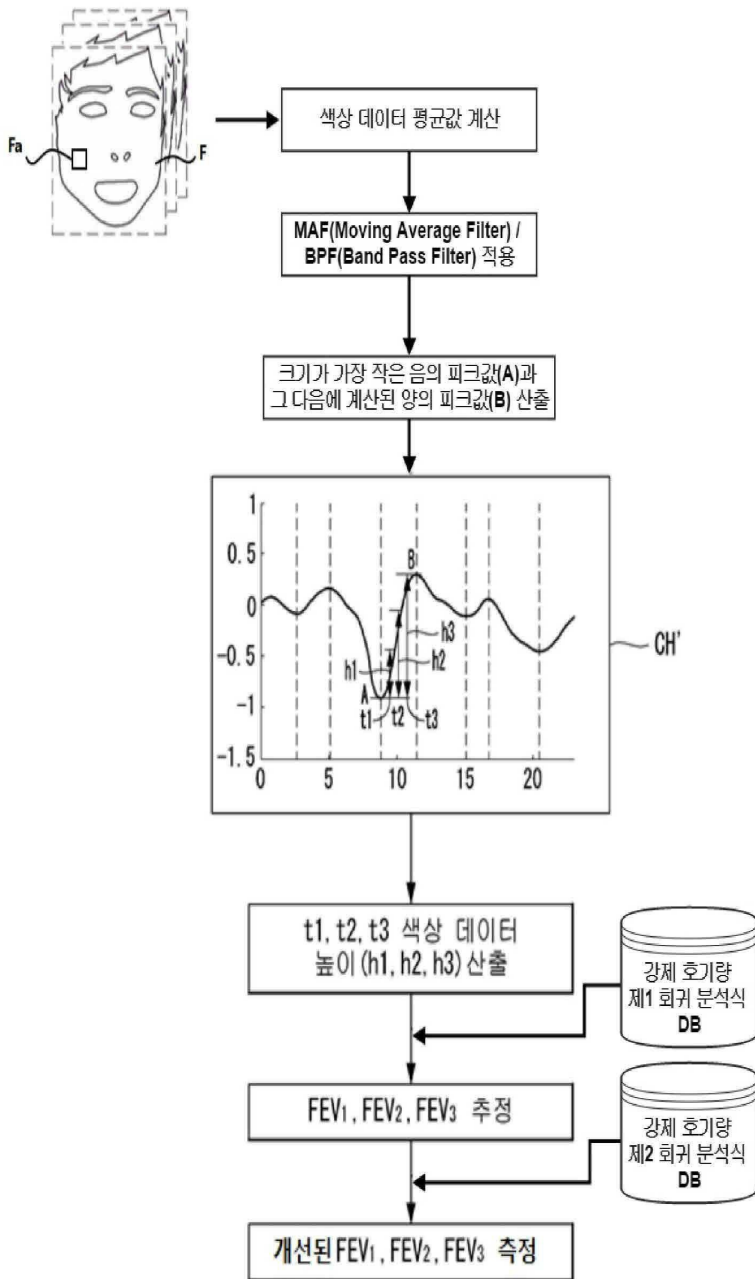 Fa
F
색상 데이터 평균값 계산
MAF(Moving Average Filter) /
BPF(Band Pass Filter) 적용
크기가 가장 작은 음의 피크값(A)과
그 다음에 계산된 양의 피크값(B) 산출
1
0.5
0
-0.5
-1
-1.5
0 5 10 15 20
B
h3
h2
h1
A
t1 t2 t3
CH'
t1, t2, t3 색상 데이터
높이(h1, h2, h3) 산출
강제 호기량
제1 회귀 분석식
DB
FEV1, FEV2, FEV3 추정
강제 호기량
제2 회귀 분석식
DB
개선된 FEV1, FEV2, FEV3 측정